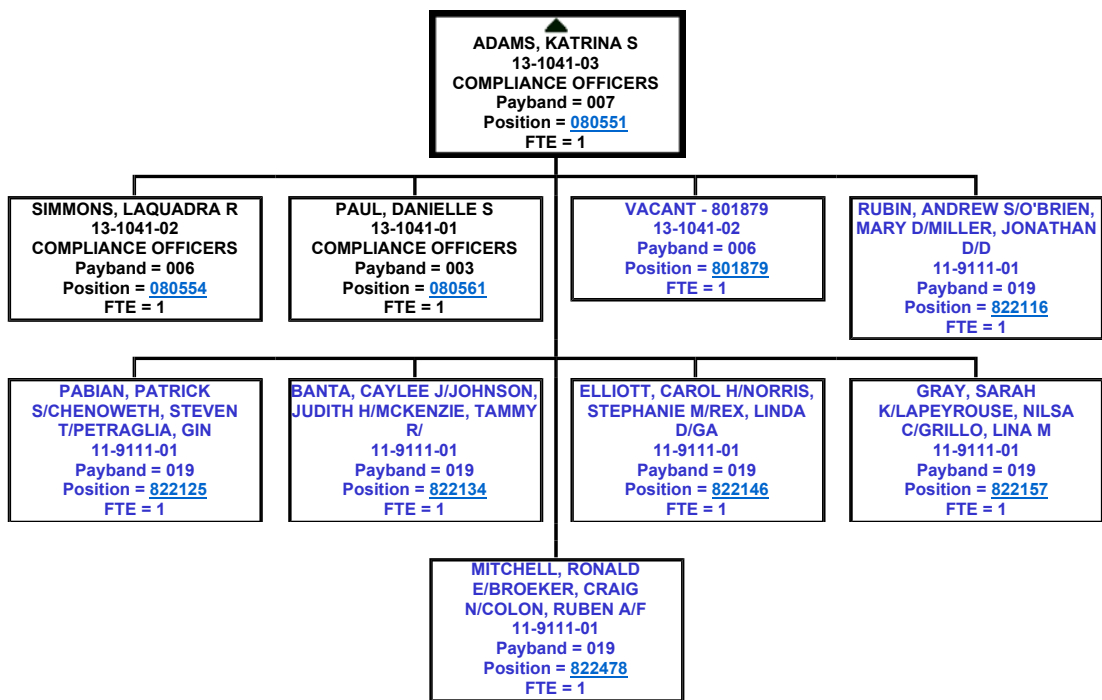 ADAMS, KATRINA S
13-1041-03
COMPLIANCE OFFICERS
Payband = 007
Position = 080551
FTE = 1
SIMMONS, LAQUADRA R
13-1041-02
COMPLIANCE OFFICERS
Payband = 006
Position = 080554
FTE = 1
PAUL, DANIELLE S
13-1041-01
COMPLIANCE OFFICERS
Payband = 003
Position = 080561
FTE = 1
VACANT - 801879
13-1041-02
Payband = 006
Position = 801879
FTE = 1
RUBIN, ANDREW S/O'BRIEN,
MARY D/MILLER, JONATHAN
D/D
11-9111-01
Payband = 019
Position = 822116
FTE = 1
PABIAN, PATRICK
S/CHENOWETH, STEVEN
T/PETRAGLIA, GIN
11-9111-01
Payband = 019
Position = 822125
FTE = 1
BANTA, CAYLEE J/JOHNSON,
JUDITH H/MCKENZIE, TAMMY
R/
11-9111-01
Payband = 019
Position = 822134
FTE = 1
ELLIOTT, CAROL H/NORRIS,
STEPHANIE M/REX, LINDA
D/GA
11-9111-01
Payband = 019
Position = 822146
FTE = 1
GRAY, SARAH
K/LAPEYROUSE, NILSA
C/GRILLO, LINA M
11-9111-01
Payband = 019
Position = 822157
FTE = 1
MITCHELL, RONALD
E/BROEKER, CRAIG
N/COLON, RUBEN A/F
11-9111-01
Payband = 019
Position = 822478
FTE = 1